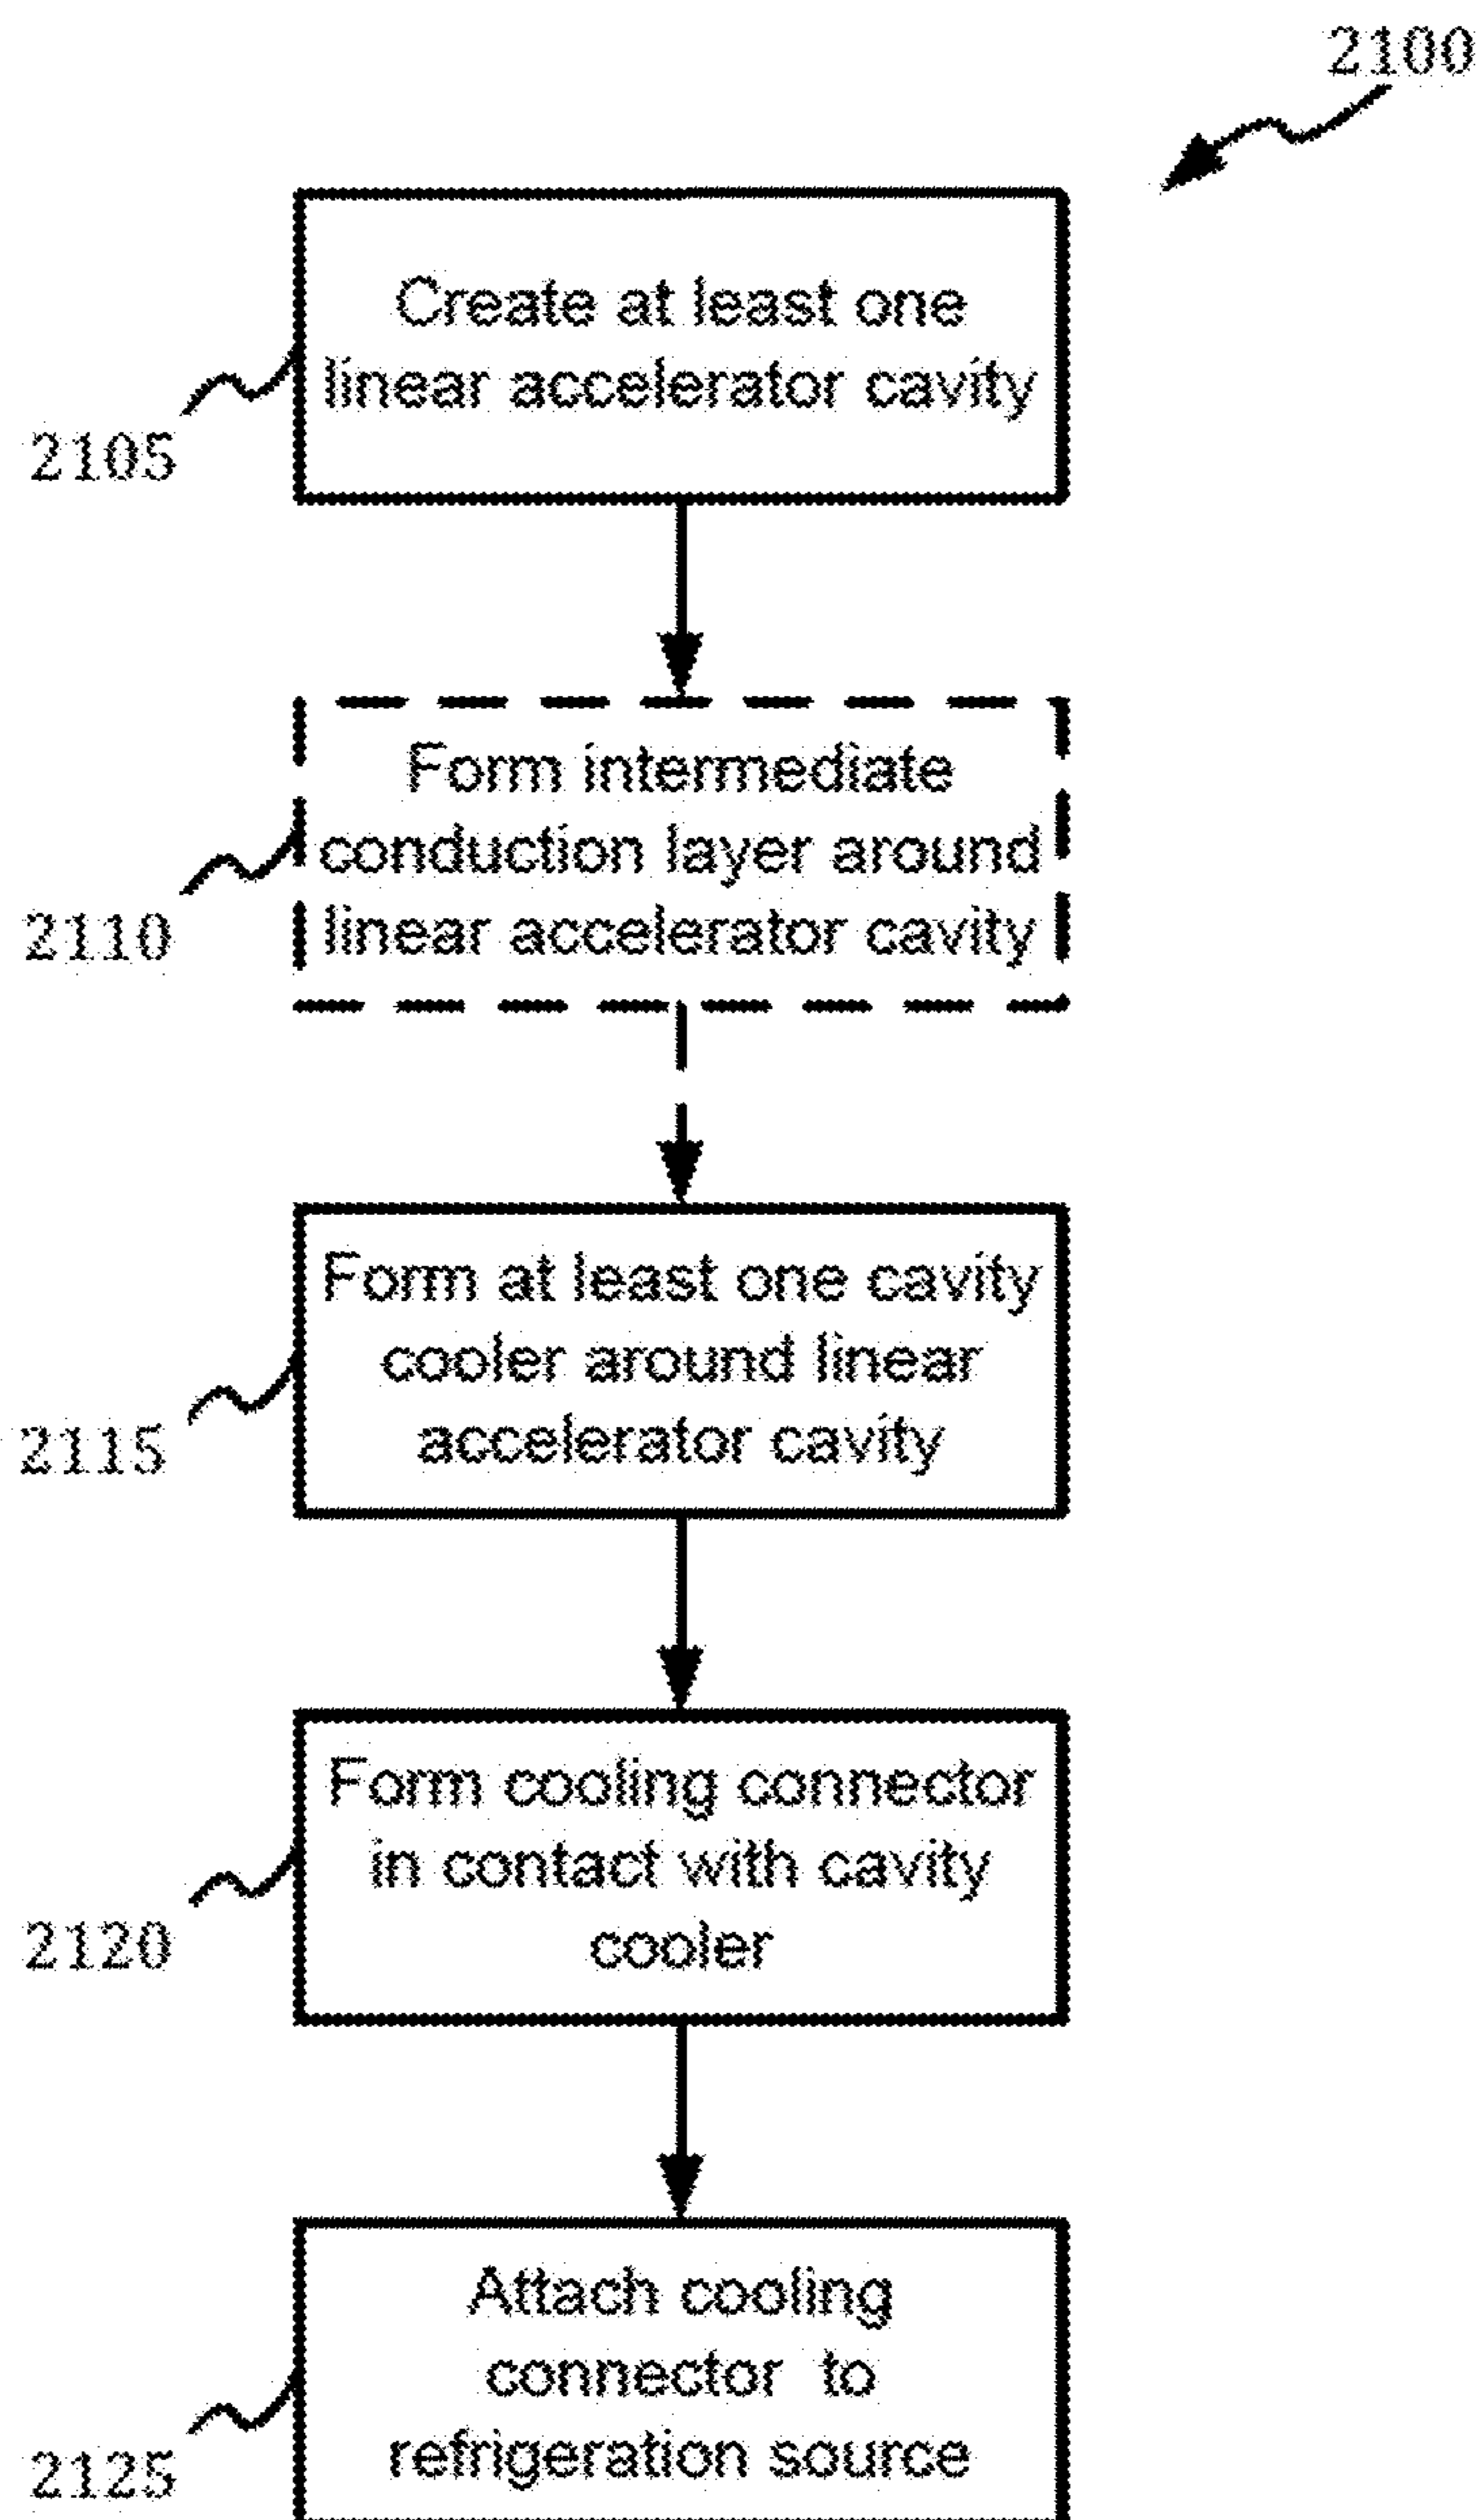 2100
Create at least one
linear accelerator cavity
2105
Form intermediate
conduction layer around
linear accelerator cavity
2110
Form at least one cavity
cooler around linear
accelerator cavity
2115
Form cooling connector
in contact with cavity
cooler
2120
Attach cooling
connector to
refrigeration source
2125